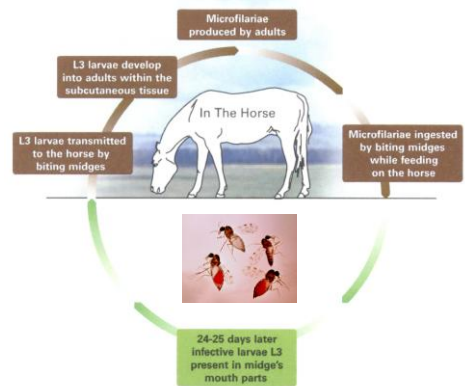 Microfilariae
produced by adults
L3 larvae develop
into adults within the
subcutaneous tissue
In The Horse
L3 larvae transmitted
to the horse by
biting midges
Microfilariae ingested
by biting midges
while feeding
on the horse
24-25 days later
infective larvae L3
present in midge's
mouth parts